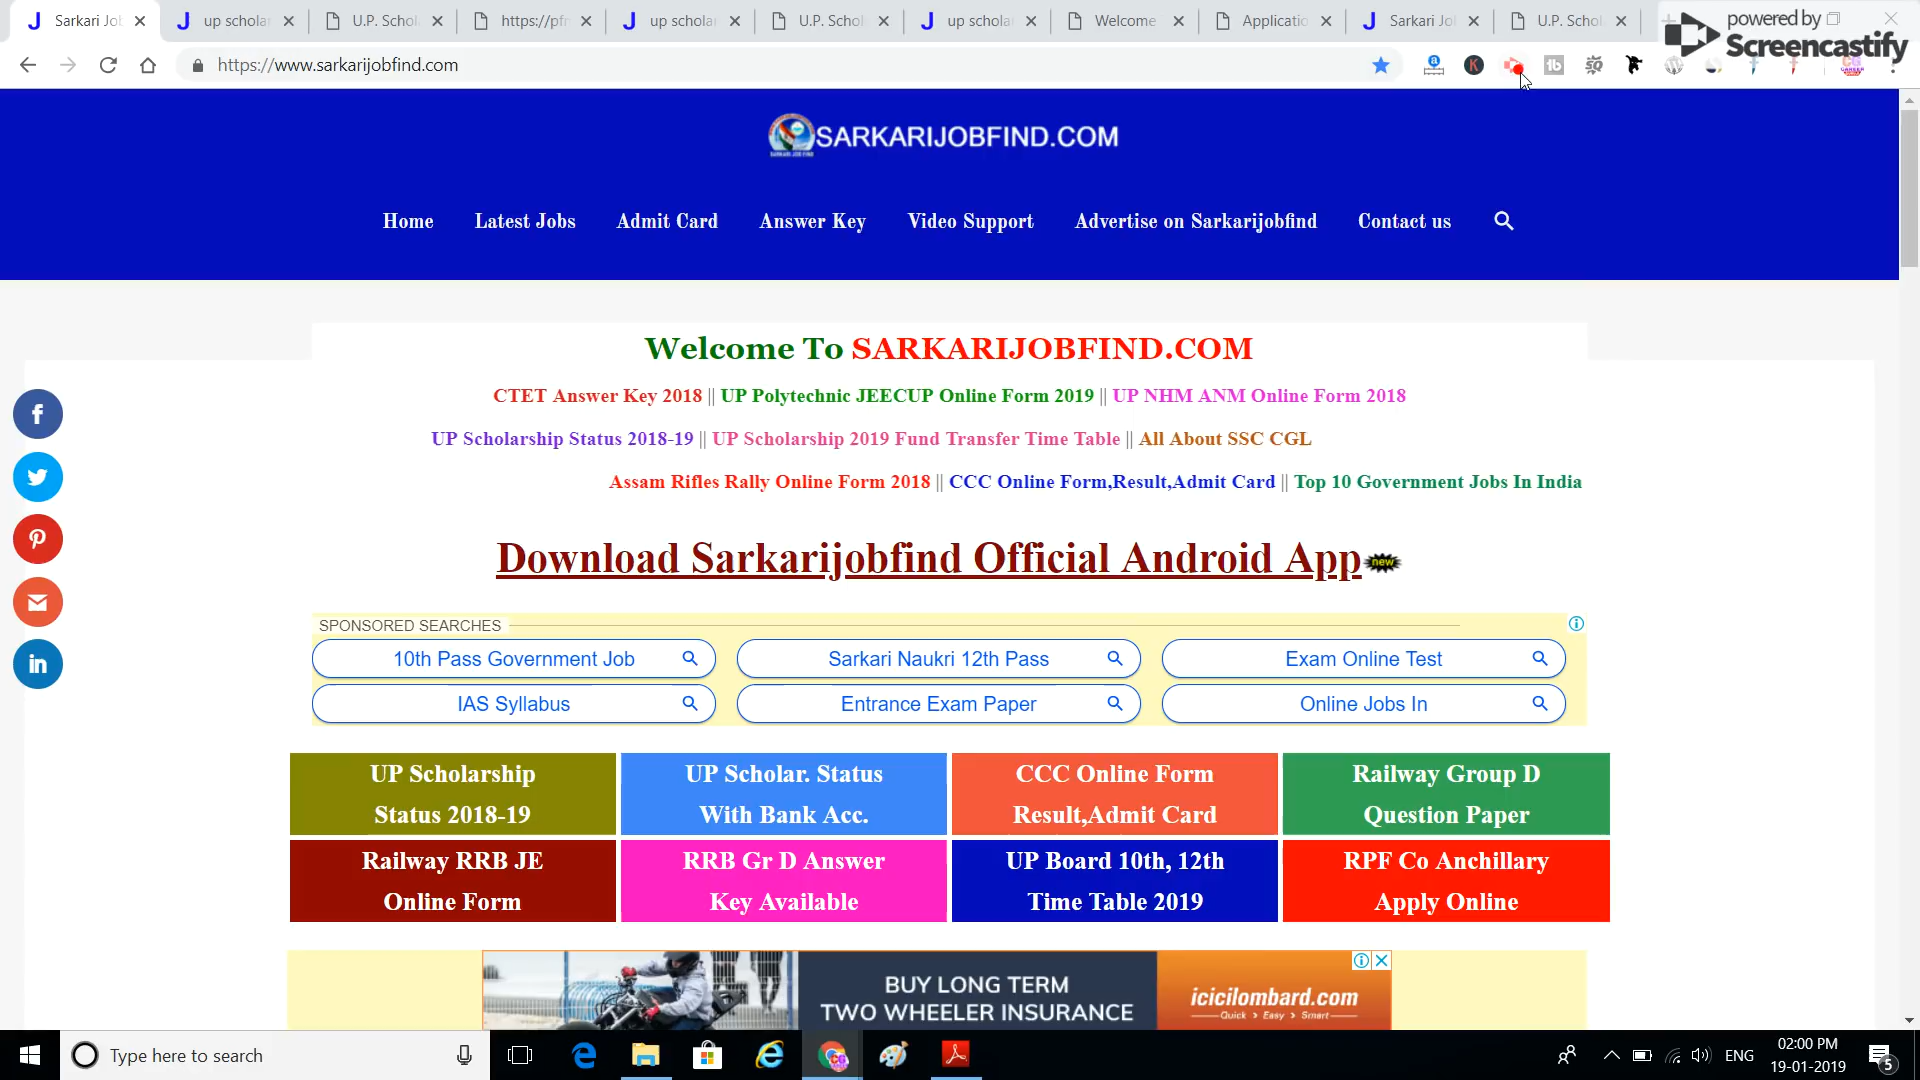 Sarkari Jo
up schola
U.P. Schol
https://pfm
up schola
U.P. Schol
up schola
Welcome
Applicatio
Sarkari Jo
U.P. Schol
powered by
Screencastify
https://www.sarkarijobfind.com
SARKARIJOBFIND.COM
Home
Latest Jobs
Admit Card
Answer Key
Video Support
Advertise on Sarkarijobfind
Contact us
Welcome To SARKARIJOBFIND.COM
CTET Answer Key 2018 || UP Polytechnic JEECUP Online Form 2019 || UP NHM ANM Online Form 2018
UP Scholarship Status 2018-19 || UP Scholarship 2019 Fund Transfer Time Table || All About SSC CGL
Assam Rifles Rally Online Form 2018 || CCC Online Form,Result,Admit Card || Top 10 Government Jobs In India
Download Sarkarijobfind Official Android App
new
SPONSORED SEARCHES
10th Pass Government Job
Sarkari Naukri 12th Pass
Exam Online Test
IAS Syllabus
Entrance Exam Paper
Online Jobs In
UP Scholarship
Status 2018-19
UP Scholar. Status
With Bank Acc.
CCC Online Form
Result,Admit Card
Railway Group D
Question Paper
Railway RRB JE
Online Form
RRB Gr D Answer
Key Available
UP Board 10th, 12th
Time Table 2019
RPF Co Anchillary
Apply Online
BUY LONG TERM
TWO WHEELER INSURANCE
icicilombard.com
Quick > Easy > Smart
Type here to search
ENG
02:00 PM
19-01-2019
5